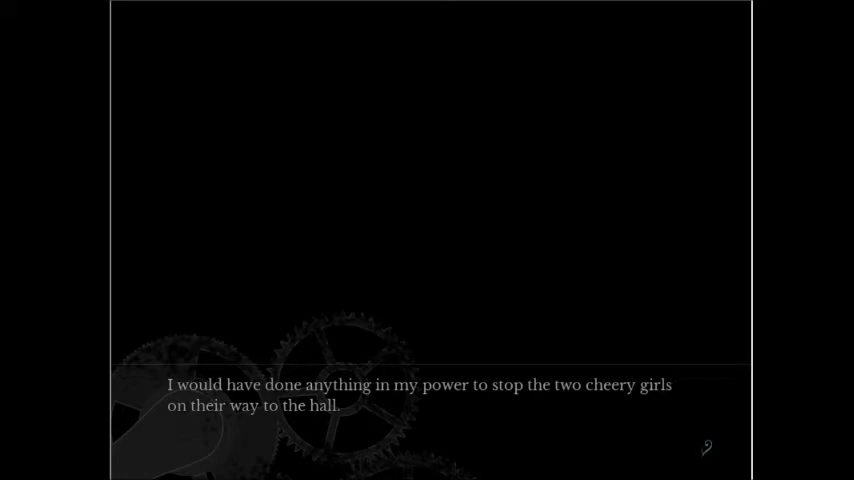 I would have done anything in my power to stop the two cheery girls
on their way to the hall.